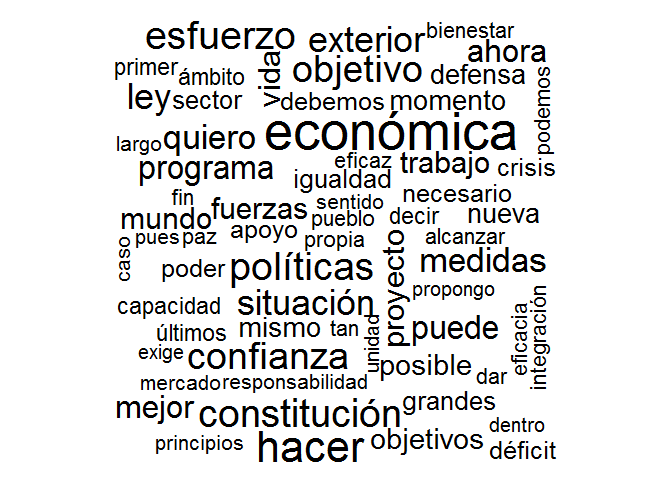 esfuerzo exterior bienestar
ahora
primer ámbito vida objetivo defensa
ley sector debemos momento podemos
largo quiero económica
programa eficaz trabajo crisis
igualdad
fin sentido necesario
mundo fuerzas pueblo decir nueva
caso pues paz apoyo propia proyecto alcanzar
poder políticas medidas
capacidad situación propongo
últimos mismo tan unidad puede eficacia integración
exige confianza posible
mercado responsabilidad dar
mejor constitución grandes
dentro
principios hacer objetivos déficit